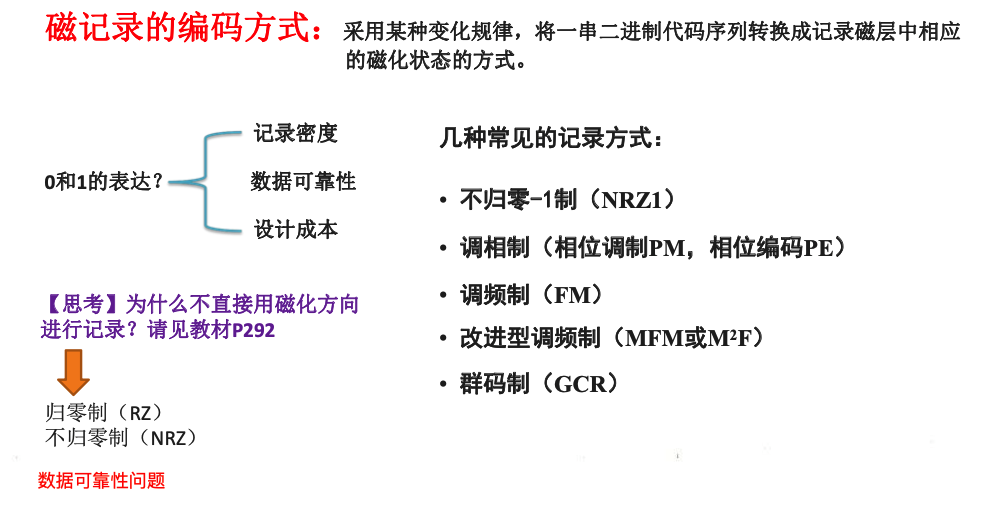 磁记录的编码方式：采用某种变化规律，将一串二进制代码序列转换成记录磁层中相应
的磁化状态的方式。
0和1的表达？
记录密度
数据可靠性
设计成本
【思考】为什么不直接用磁化方向
进行记录？请见教材P292
归零制（RZ）
不归零制（NRZ）
数据可靠性问题
几种常见的记录方式：
• 不归零-1制（NRZ1）
• 调相制（相位调制PM，相位编码PE）
• 调频制（FM）
• 改进型调频制（MFM或M²F）
• 群码制（GCR）